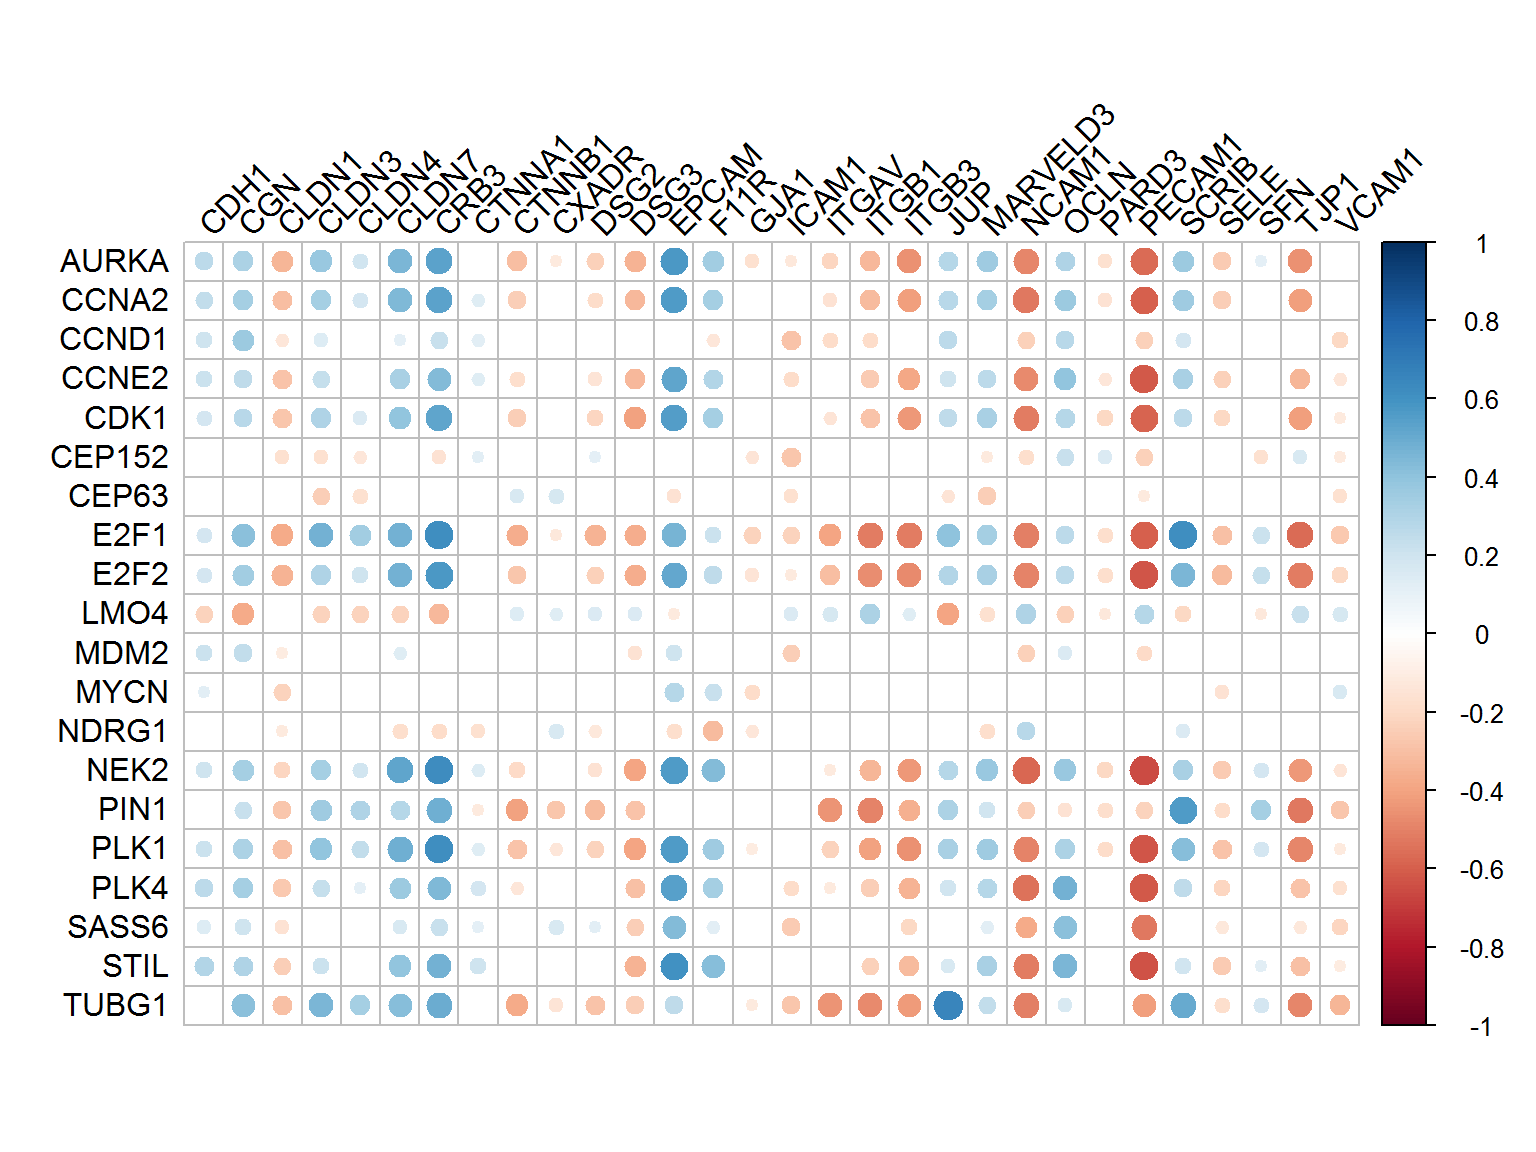 CDH1
CGN
CLDN1
CLDN3
CLDN4
CLDN7
CRB3
CTNNA1
CTNNB1
CXADR
DSG2
DSG3
EPCAM
F11R
GJA1
ICAM1
ITGAV
ITGB1
ITGB3
JUP
MARVELD3
NCAM1
OCLN
PARD3
PECAM1
SCRIB
SELE
SFN
TJP1
VCAM1
AURKA
CCNA2
CCND1
CCNE2
CDK1
CEP152
CEP63
E2F1
E2F2
LMO4
MDM2
MYCN
NDRG1
NEK2
PIN1
PLK1
PLK4
SASS6
STIL
TUBG1
1
0.8
0.6
0.4
0.2
0
-0.2
-0.4
-0.6
-0.8
-1